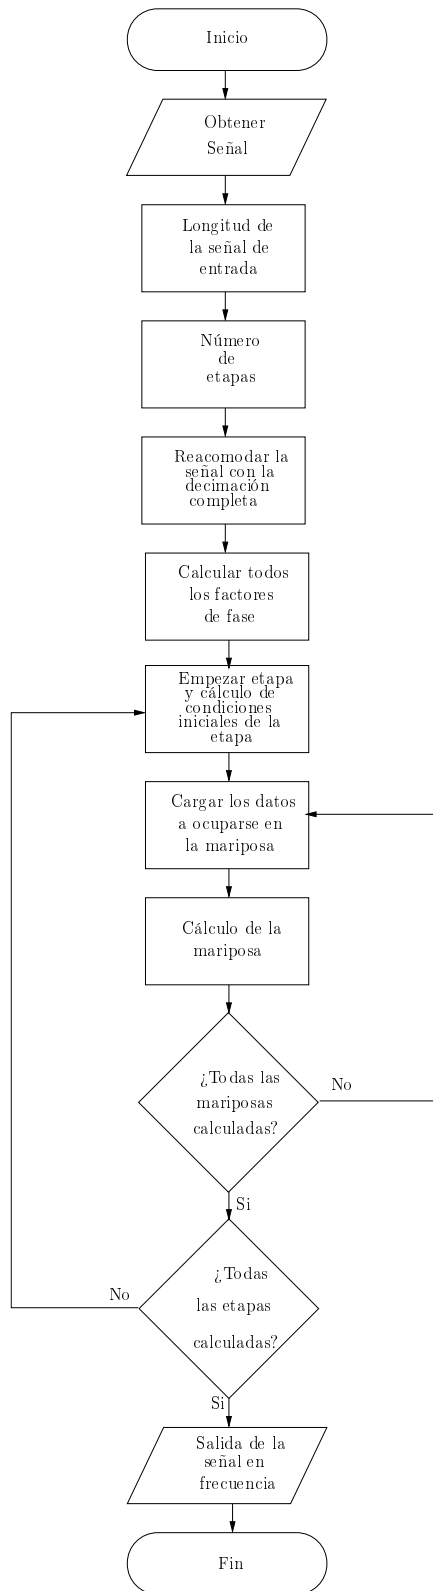 Inicio
Obtener
Señal
Longitud de
la señal de
entrada
Número
de
etapas
Reacomodar la
señal con la
decimación
completa
Calcular todos
los factores
de fase
Empezar etapa
y cálculo de
condiciones
iniciales de la
etapa
Cargar los datos
a ocuparse en
la mariposa
Cálculo de la
mariposa
¿Todas las
mariposas
calculadas?
No
Si
¿Todas
las etapas
calculadas?
No
Si
Salida de la
señal en
frecuencia
Fin